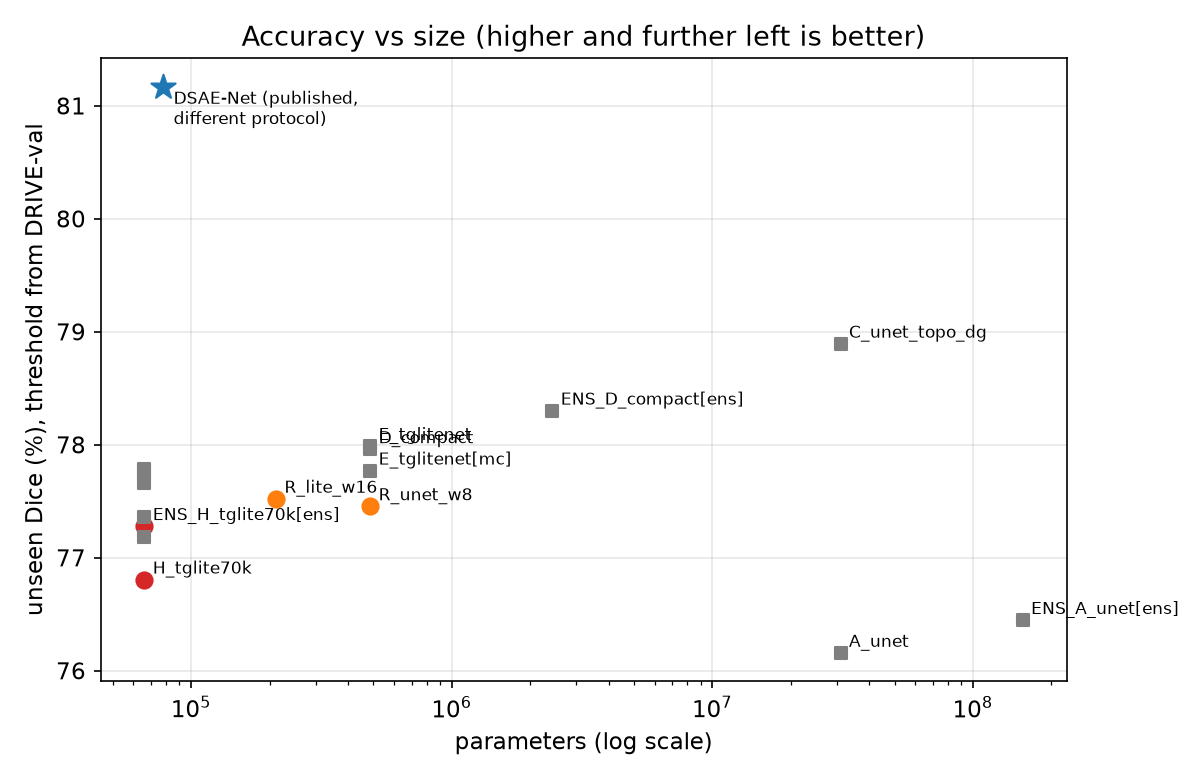 Accuracy vs size (higher and further left is better)
unseen Dice (%), threshold from DRIVE-val
81
80
79
78
77
76
DSAE-Net (published,
different protocol)
C_unet_topo_dg
ENS_D_compact[ens]
E_tglitenet
D_compact
E_tglitenet[mc]
R_lite_w16
R_unet_w8
ENS_H_tglite70k[ens]
H_tglite70k
ENS_A_unet[ens]
A_unet
10⁵ 10⁶ 10⁷ 10⁸
parameters (log scale)